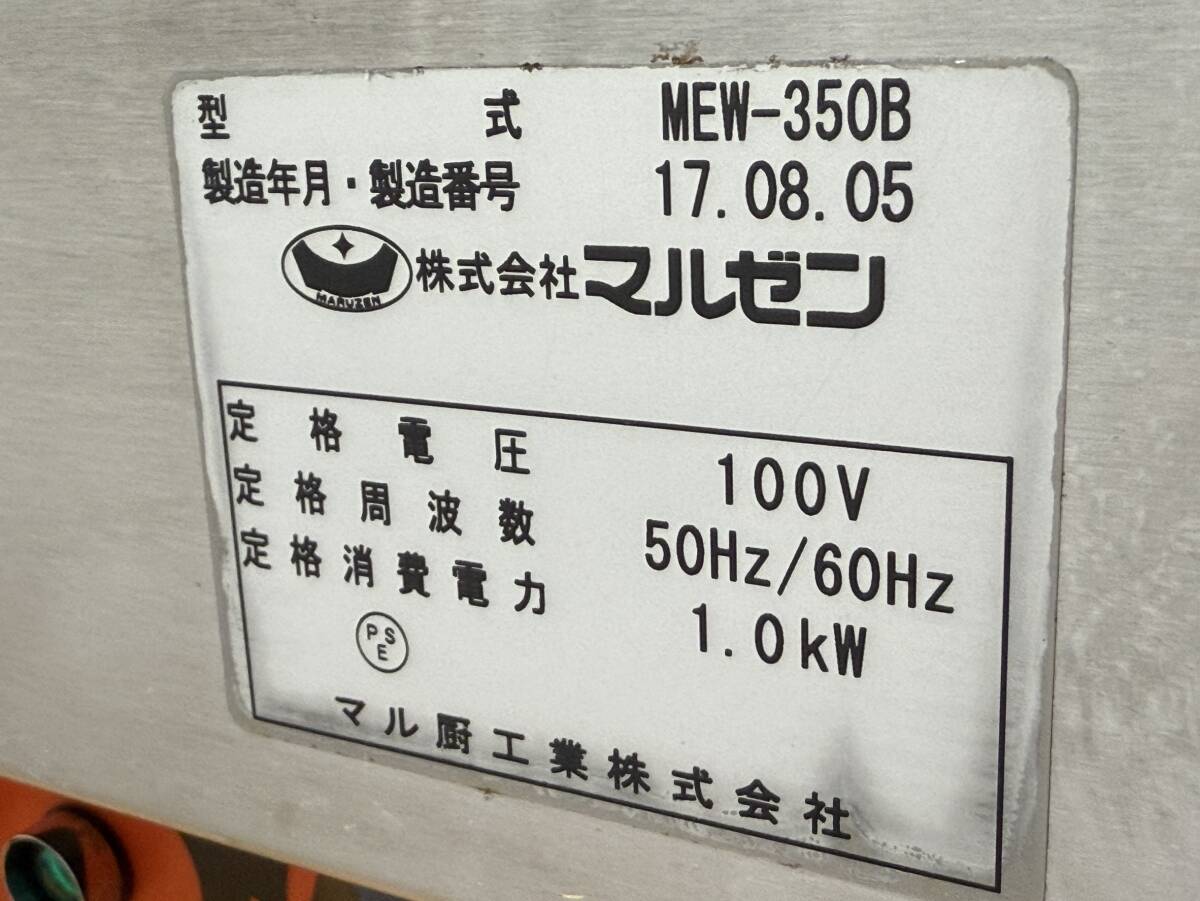 型式 MEW-350B
製造年月・製造番号 17.08.05
MARUZEN 株式会社マルゼン
定格電圧 100V
定格周波数 50Hz/60Hz
定格消費電力 1.0kW
PSE
マル厨工業株式会社